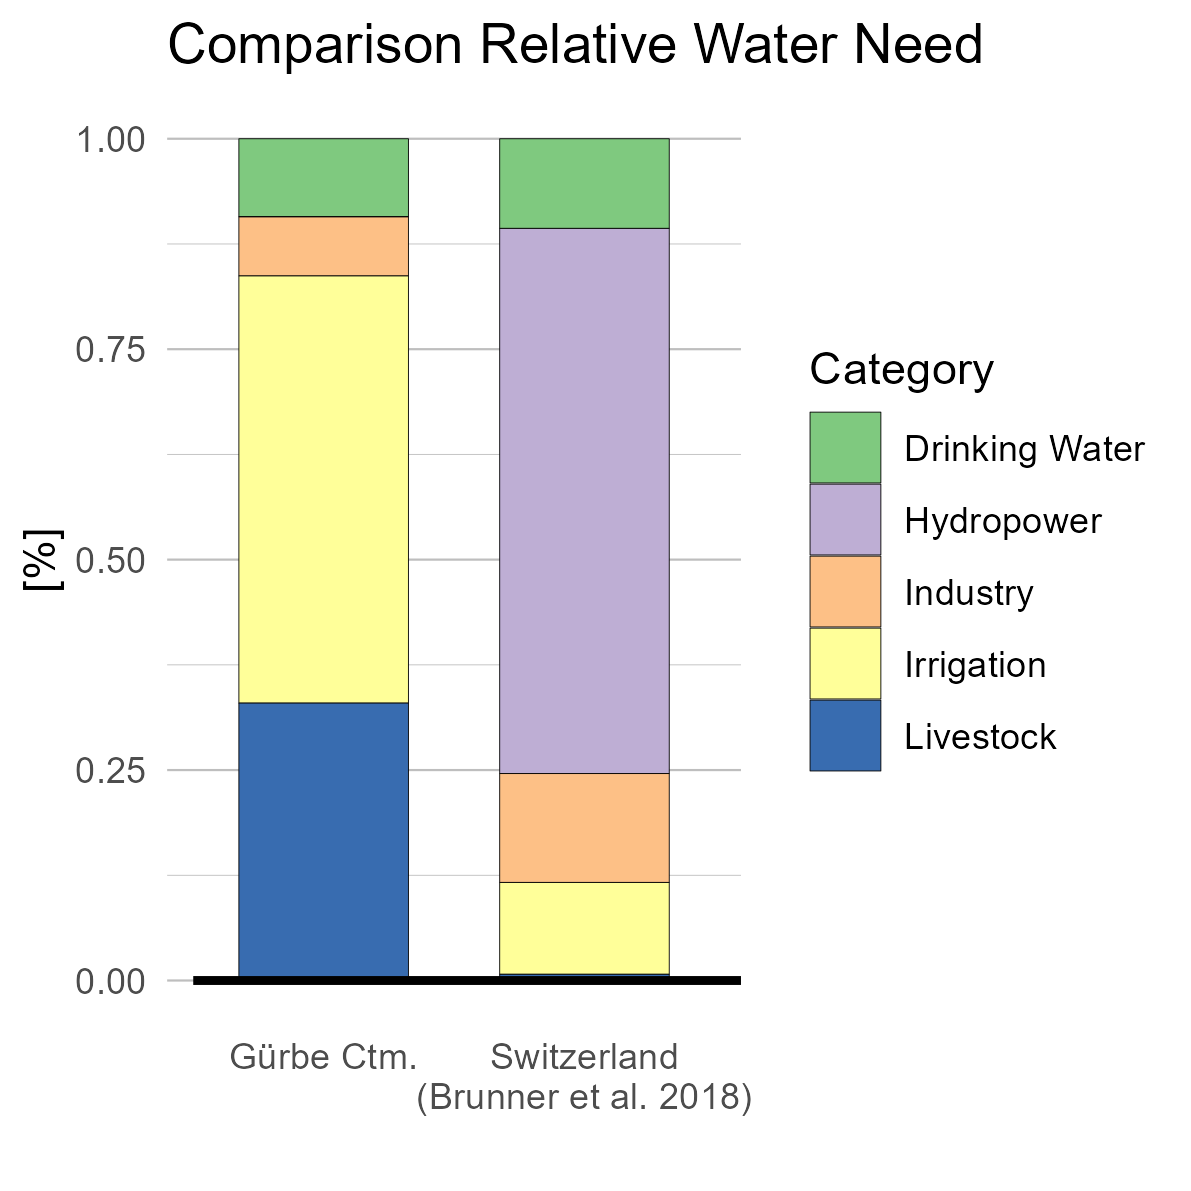 Comparison Relative Water Need
1.00
0.75
0.50
0.25
0.00
[%]
Gürbe Ctm.
Switzerland
(Brunner et al. 2018)
Category
Drinking Water
Hydropower
Industry
Irrigation
Livestock